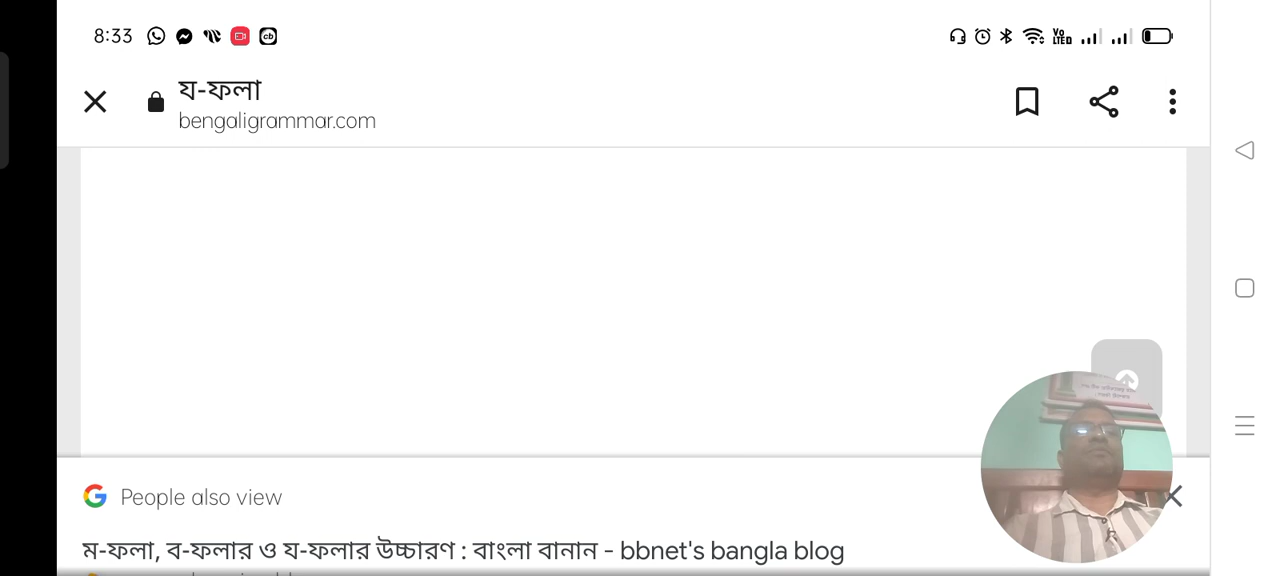 8:33
য-ফলা
bengaligrammar.com
People also view
ম-ফলা, ব-ফলার ও য-ফলার উচ্চারণ : বাংলা বানান - bbnet's bangla blog